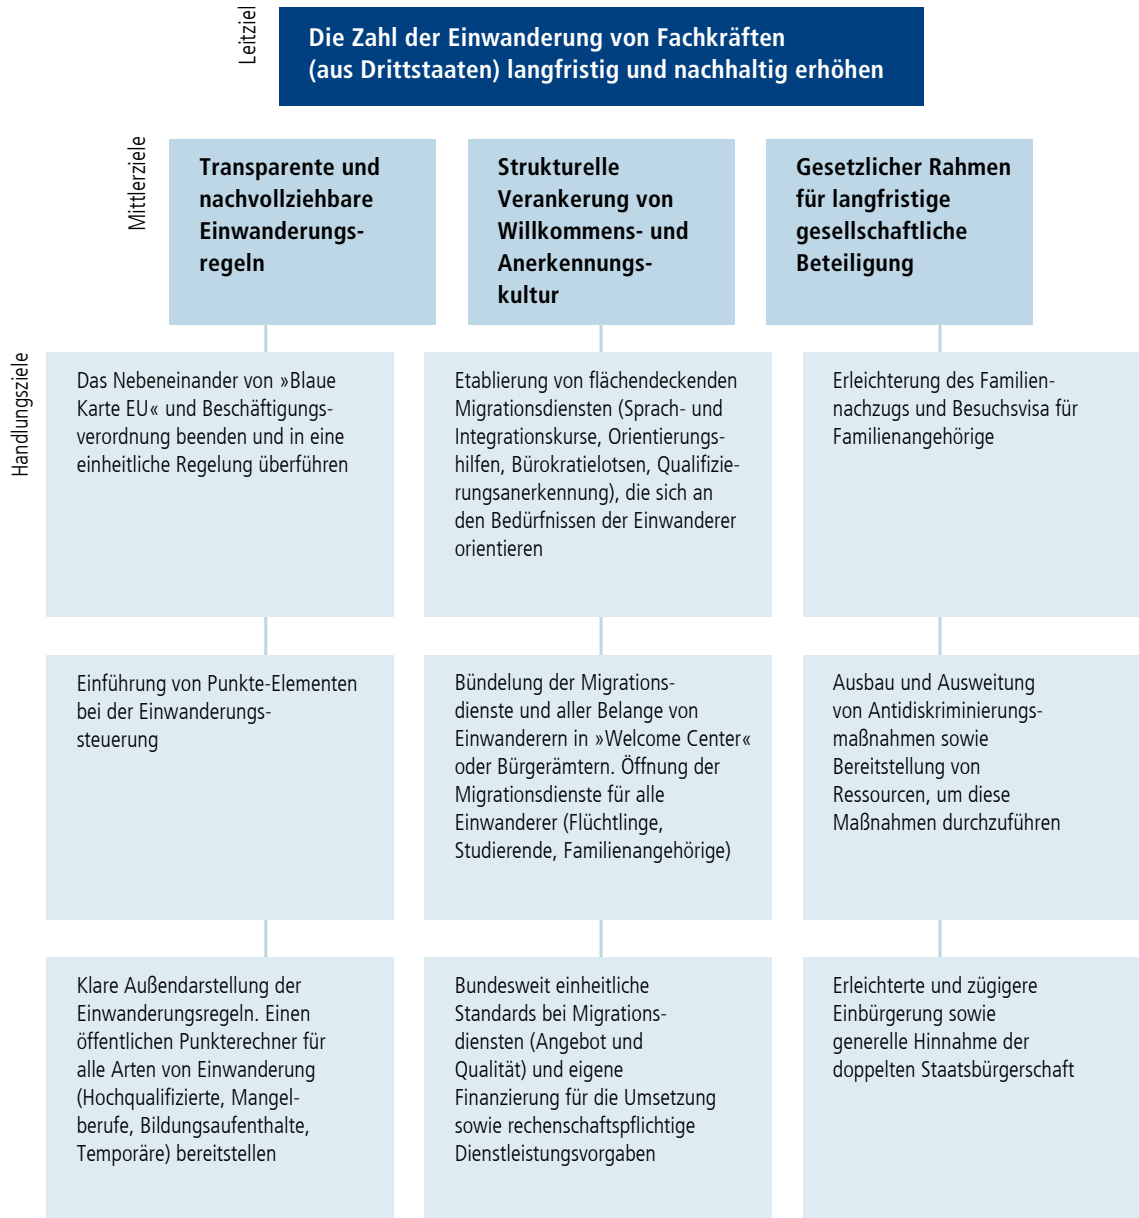 Leitziel
Die Zahl der Einwanderung von Fachkräften
(aus Drittstaaten) langfristig und nachhaltig erhöhen
Mittlerziele
Transparente und
nachvollziehbare
Einwanderungs-
regeln
Strukturelle
Verankerung von
Willkommens- und
Anerkennungs-
kultur
Gesetzlicher Rahmen
für langfristige
gesellschaftliche
Beteiligung
Handlungsziele
Das Nebeneinander von »Blaue
Karte EU« und Beschäftigungs-
verordnung beenden und in eine
einheitliche Regelung überführen
Etablierung von flächendeckenden
Migrationsdiensten (Sprach- und
Integrationskurse, Orientierungs-
hilfen, Bürokratielotsen, Qualifizie-
rungsanerkennung), die sich an
den Bedürfnissen der Einwanderer
orientieren
Erleichterung des Familien-
nachzugs und Besuchsvisa für
Familienangehörige
Einführung von Punkte-Elementen
bei der Einwanderungs-
steuerung
Bündelung der Migrations-
dienste und aller Belange von
Einwanderern in »Welcome Center«
oder Bürgerämtern. Öffnung der
Migrationsdienste für alle
Einwanderer (Flüchtlinge,
Studierende, Familienangehörige)
Ausbau und Ausweitung
von Antidiskriminierungs-
maßnahmen sowie
Bereitstellung von
Ressourcen, um diese
Maßnahmen durchzuführen
Klare Außendarstellung der
Einwanderungsregeln. Einen
öffentlichen Punkterechner für
alle Arten von Einwanderung
(Hochqualifizierte, Mangel-
berufe, Bildungsaufenthalte,
Temporäre) bereitstellen
Bundesweit einheitliche
Standards bei Migrations-
diensten (Angebot und
Qualität) und eigene
Finanzierung für die Umsetzung
sowie rechenschaftspflichtige
Dienstleistungsvorgaben
Erleichterte und zügigere
Einbürgerung sowie
generelle Hinnahme der
doppelten Staatsbürgerschaft